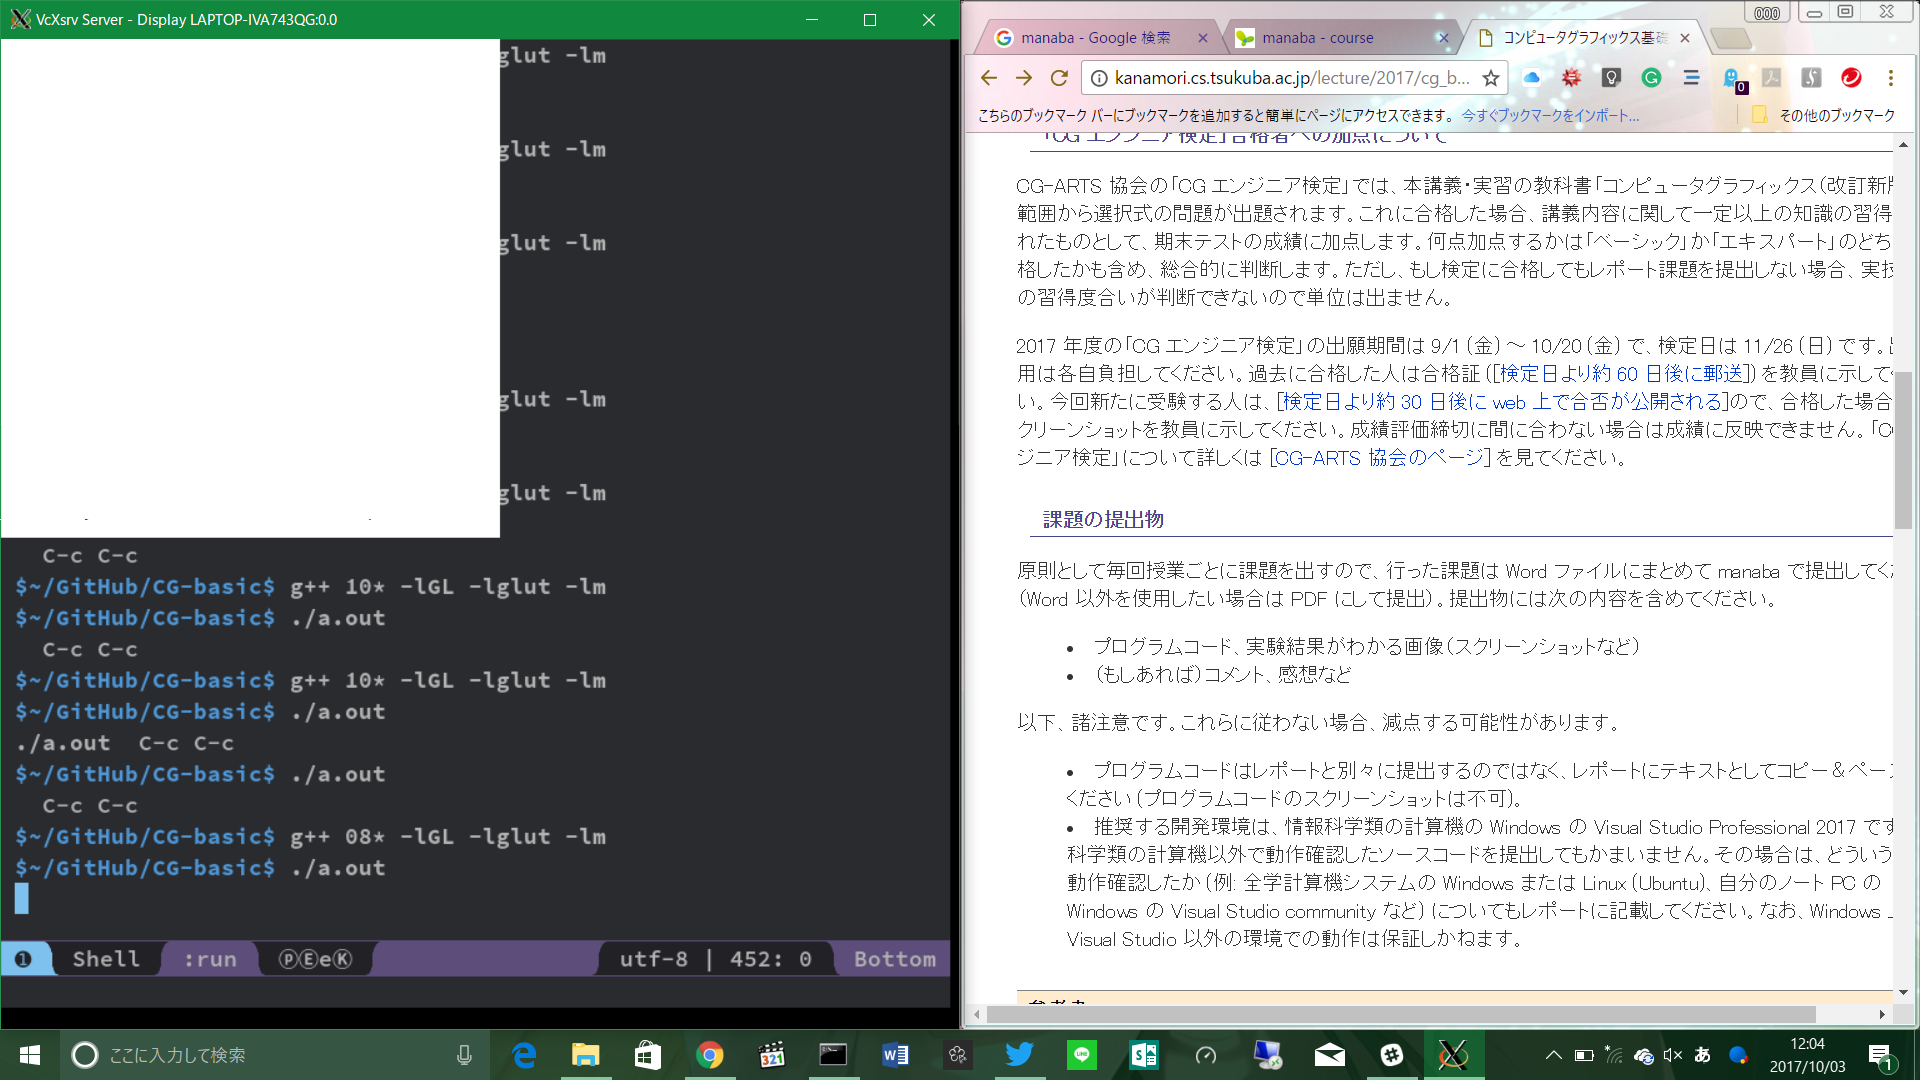 VcXsrv Server - Display LAPTOP-IVA743QG:0.0
glut -lm
glut -lm
glut -lm
glut -lm
glut -lm
C-c C-c
$~/GitHub/CG-basic$ g++ 10* -lGL -lglut -lm
$~/GitHub/CG-basic$ ./a.out
C-c C-c
$~/GitHub/CG-basic$ g++ 10* -lGL -lglut -lm
$~/GitHub/CG-basic$ ./a.out
./a.out C-c C-c
$~/GitHub/CG-basic$ ./a.out
C-c C-c
$~/GitHub/CG-basic$ g++ 08* -lGL -lglut -lm
$~/GitHub/CG-basic$ ./a.out
❶ Shell :run ⓅⒺeⓀ utf-8 | 452: 0 Bottom
manaba - Google 検索
manaba - course
コンピュータグラフィックス基礎
kanamori.cs.tsukuba.ac.jp/lecture/2017/cg_b...
0
こちらのブックマーク バーにブックマークを追加すると簡単にページにアクセスできます。 今すぐブックマークをインポート...
その他のブックマーク
「CG エンジニア検定」合格者への加点について
CG-ARTS 協会の「CG エンジニア検定」では、本講義・実習の教科書「コンピュータグラフィックス（改訂新版
範囲から選択式の問題が出題されます。これに合格した場合、講義内容に関して一定以上の知識の習得
れたものとして、期末テストの成績に加点します。何点加点するかは「ベーシック」か「エキスパート」のどち
格したかも含め、総合的に判断します。ただし、もし検定に合格してもレポート課題を提出しない場合、実技
の習得度合いが判断できないので単位は出ません。
2017 年度の「CG エンジニア検定」の出願期間は 9/1 (金) ～ 10/20 (金) で、検定日は 11/26 (日) です。
用は各自負担してください。過去に合格した人は合格証 ([検定日より約 60 日後に郵送]) を教員に示して
い。今回新たに受験する人は、[検定日より約 30 日後に web 上で合否が公開される]ので、合格した場合
クリーンショットを教員に示してください。成績評価締切に間に合わない場合は成績に反映できません。「C
ジニア検定」について詳しくは [CG-ARTS 協会のページ] を見てください。
課題の提出物
原則として毎回授業ごとに課題を出すので、行った課題は Word ファイルにまとめて manaba で提出してく
(Word 以外を使用したい場合は PDF にして提出)。提出物には次の内容を含めてください。
• プログラムコード、実験結果がわかる画像（スクリーンショットなど）
• （もしあれば）コメント、感想など
以下、諸注意です。これらに従わない場合、減点する可能性があります。
• プログラムコードはレポートと別々に提出するのではなく、レポートにテキストとしてコピー＆ペー
ください (プログラムコードのスクリーンショットは不可)。
• 推奨する開発環境は、情報科学類の計算機の Windows の Visual Studio Professional 2017 です
科学類の計算機以外で動作確認したソースコードを提出してもかまいません。その場合は、どういう
動作確認したか (例: 全学計算機システムの Windows または Linux (Ubuntu)、自分のノート PC の
Windows の Visual Studio community など) についてもレポートに記載してください。なお、Windows
Visual Studio 以外の環境での動作は保証しかねます。
参考書
ここに入力して検索
321
LINE
あ
12:04
2017/10/03
1